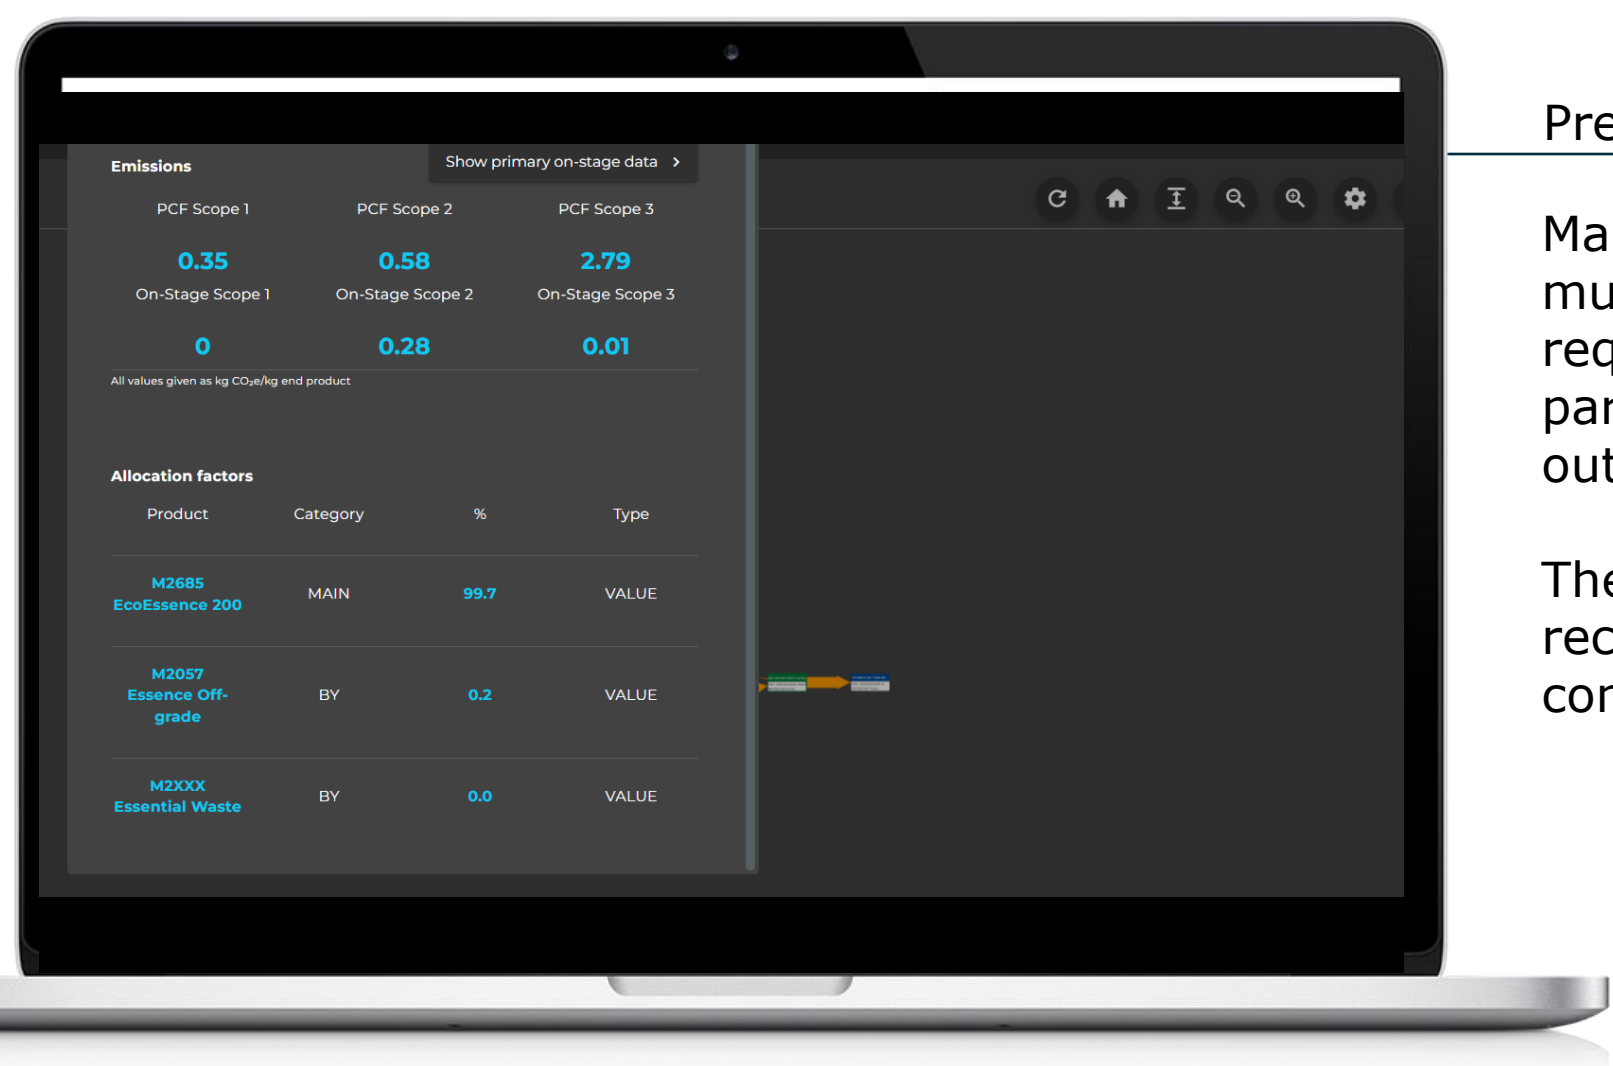 Emissions
Show primary on-stage data
PCF Scope 1 PCF Scope 2 PCF Scope 3
0.35 0.58 2.79
On-Stage Scope 1 On-Stage Scope 2 On-Stage Scope 3
0 0.28 0.01
All values given as kg CO₂e/kg end product
Allocation factors
Product Category % Type
M2685
EcoEssence 200 MAIN 99.7 VALUE
M2057
Essence Off-
grade BY 0.2 VALUE
M2XXX
Essential Waste BY 0.0 VALUE
Pre
Ma
mu
req
par
out
The
rec